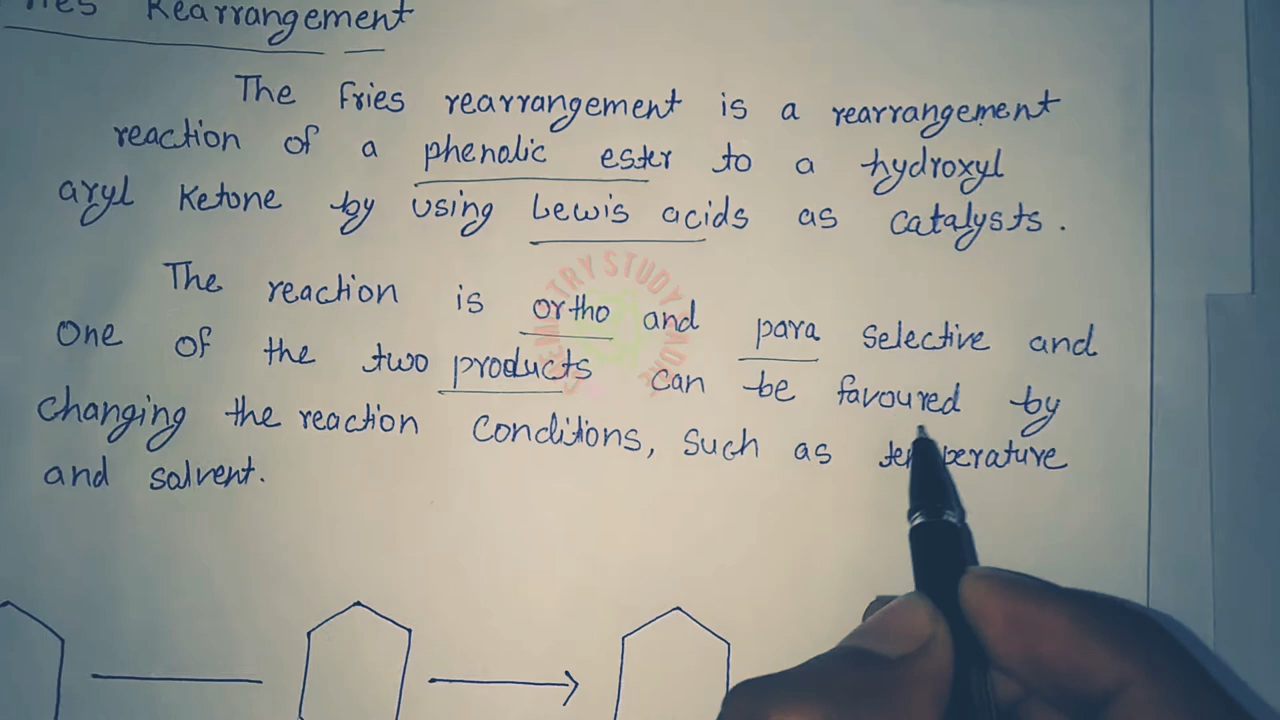 Fries Rearrangement
The Fries rearrangement is a rearrangement
reaction of a phenolic ester to a hydroxyl
aryl Ketone by using Lewis acids as catalysts.
The reaction is ortho and para selective and
one of the two products can be favoured by
changing the reaction conditions, such as temperature
and solvent.